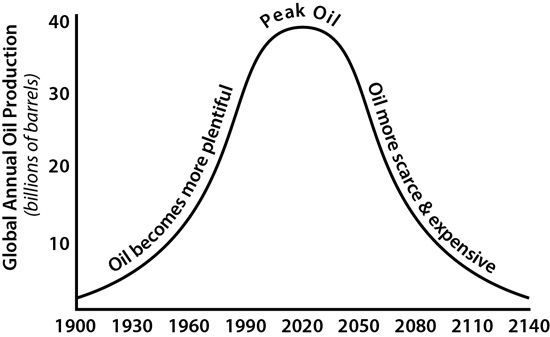 Peak Oil
Global Annual Oil Production
(billions of barrels)
40
30
20
10
Oil becomes more plentiful
Oil more scarce & expensive
1900 1930 1960 1990 2020 2050 2080 2110 2140